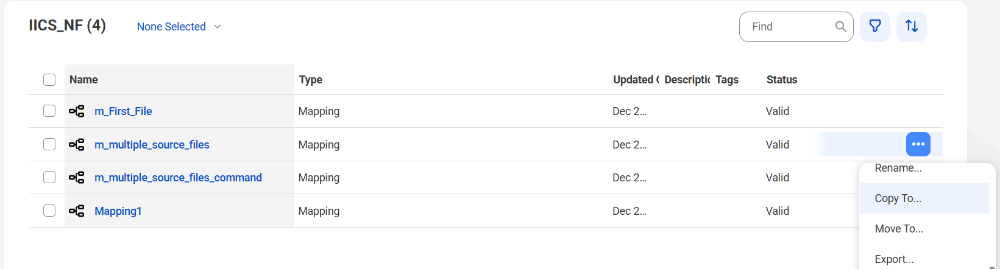 IICS_NF (4) None Selected Find
Name Type Updated O Descriptio Tags Status
m_First_File Mapping Dec 2... Valid
m_multiple_source_files Mapping Dec 2... Valid
m_multiple_source_files_command Mapping Dec 2... Valid
Mapping1 Mapping Dec 2... Valid
Rename...
Copy To...
Move To...
Export...